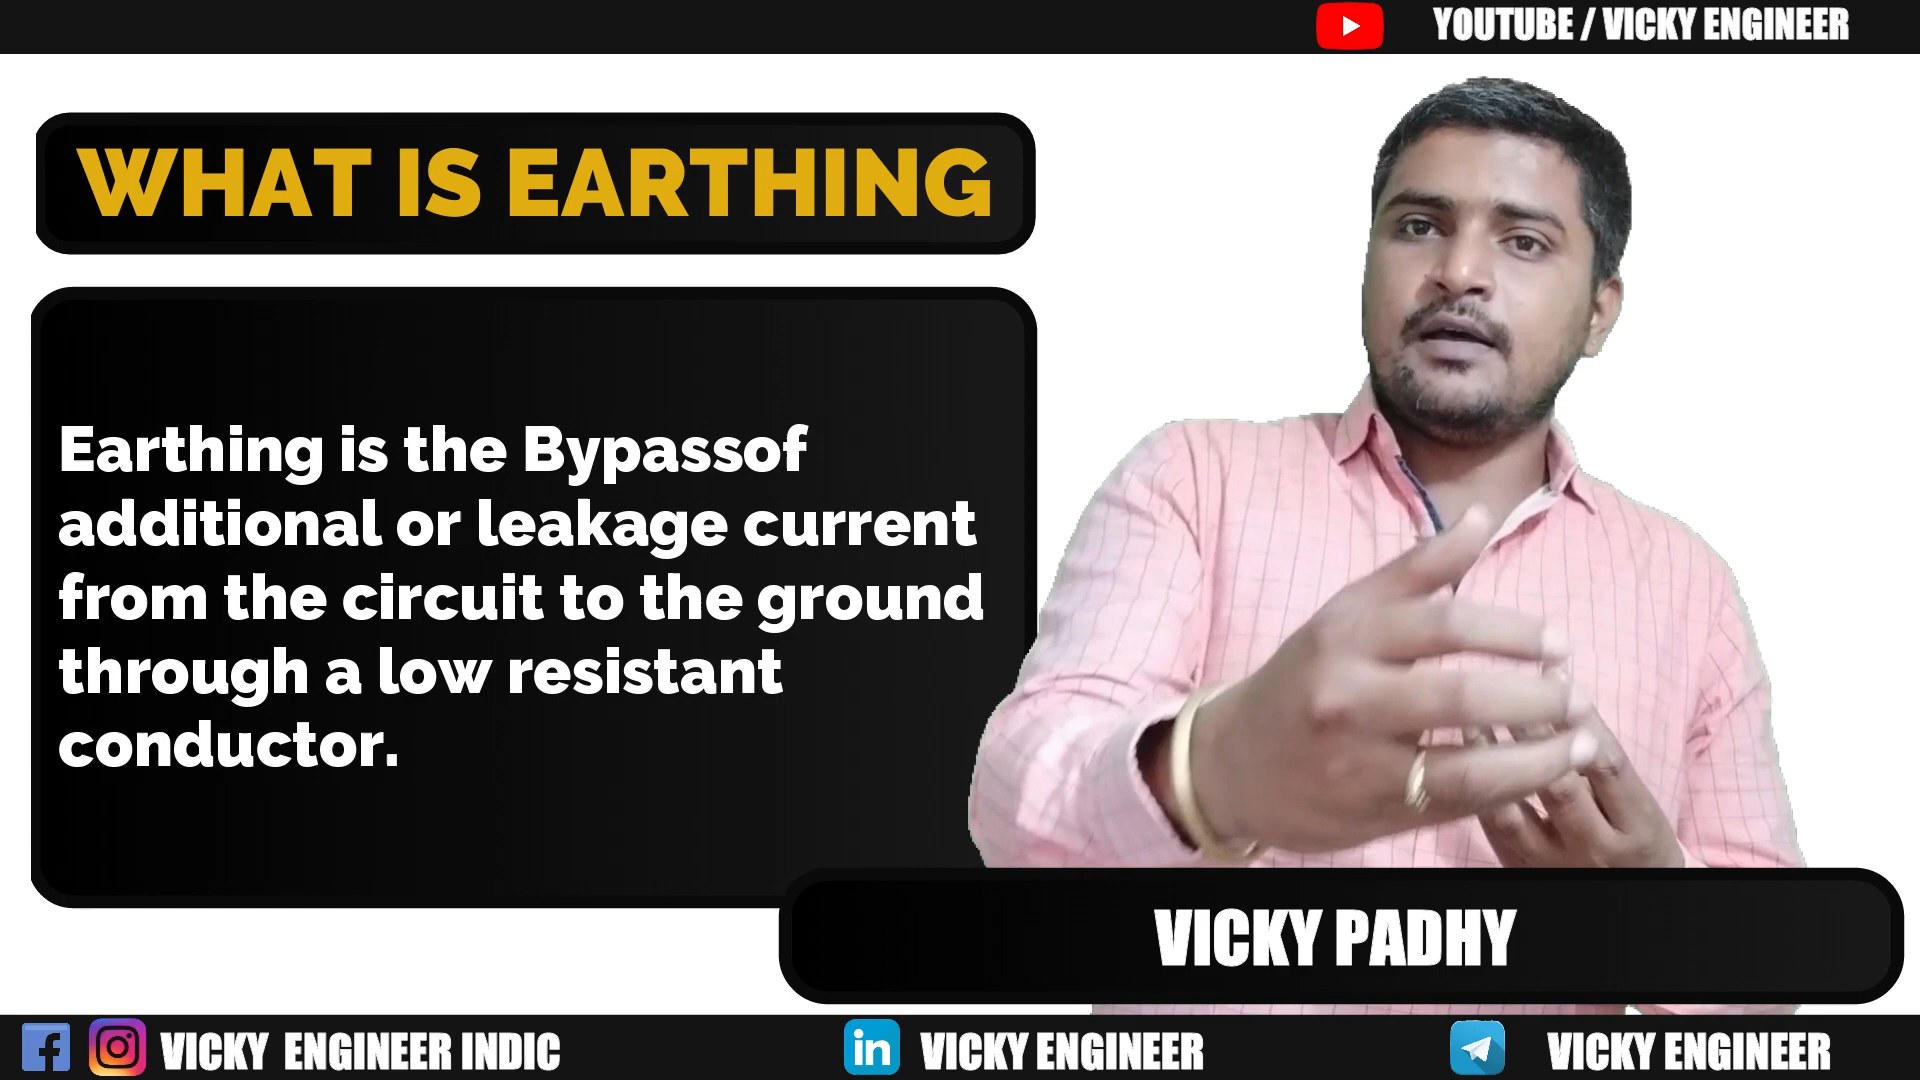 YOUTUBE / VICKY ENGINEER
WHAT IS EARTHING
Earthing is the Bypassof
additional or leakage current
from the circuit to the ground
through a low resistant
conductor.
VICKY PADHY
VICKY ENGINEER INDIC
in VICKY ENGINEER
VICKY ENGINEER